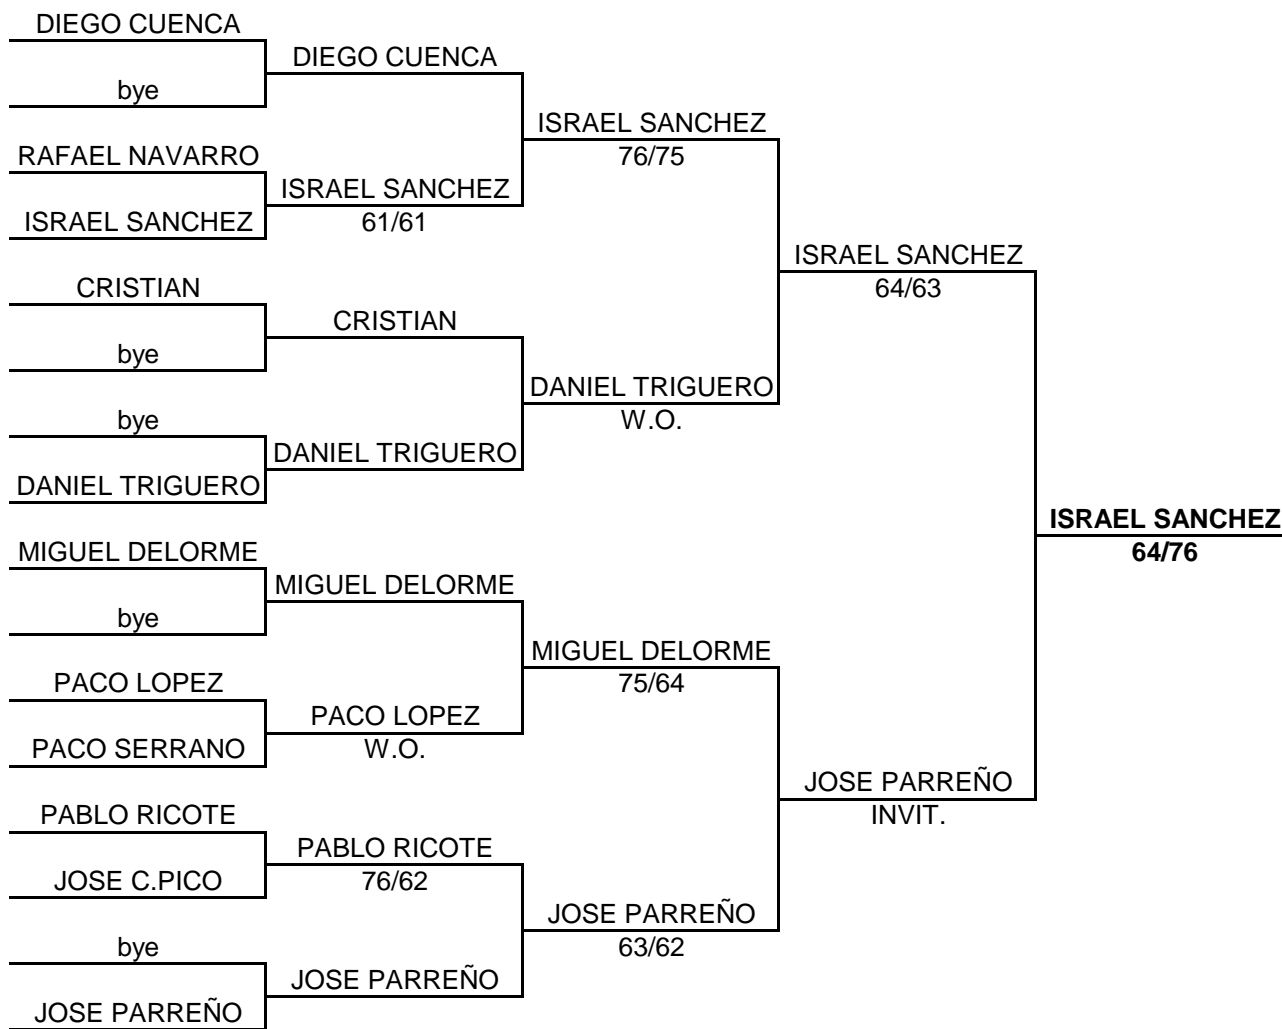 DIEGO CUENCA
bye
RAFAEL NAVARRO
ISRAEL SANCHEZ
CRISTIAN
bye
bye
DANIEL TRIGUERO
MIGUEL DELORME
bye
PACO LOPEZ
PACO SERRANO
PABLO RICOTE
JOSE C.PICO
bye
JOSE PARREÑO
DIEGO CUENCA
ISRAEL SANCHEZ
61/61
CRISTIAN
DANIEL TRIGUERO
MIGUEL DELORME
PACO LOPEZ
W.O.
PABLO RICOTE
76/62
JOSE PARREÑO
ISRAEL SANCHEZ
76/75
DANIEL TRIGUERO
W.O.
MIGUEL DELORME
75/64
JOSE PARREÑO
63/62
ISRAEL SANCHEZ
64/63
JOSE PARREÑO
INVIT.
ISRAEL SANCHEZ
64/76